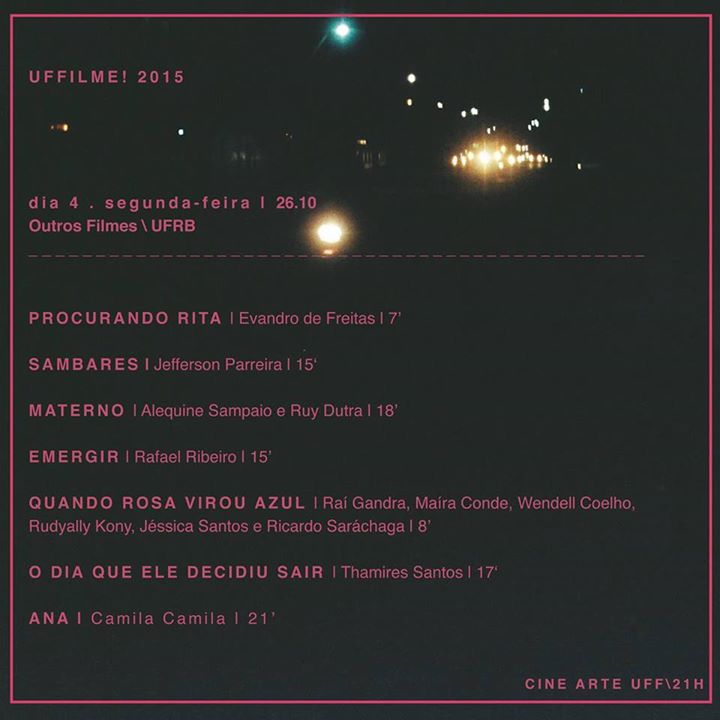 UFFILME! 2015
dia 4 . segunda-feira | 26.10
Outros Filmes \ UFRB
PROCURANDO RITA | Evandro de Freitas | 7’
SAMBARES | Jefferson Parreira | 15‘
MATERNO | Alequine Sampaio e Ruy Dutra | 18’
EMERGIR | Rafael Ribeiro | 15’
QUANDO ROSA VIROU AZUL | Raí Gandra, Maíra Conde, Wendell Coelho,
Rudyally Kony, Jéssica Santos e Ricardo Saráchaga | 8’
O DIA QUE ELE DECIDIU SAIR | Thamires Santos | 17‘
ANA | Camila Camila | 21’
CINE ARTE UFF\21H